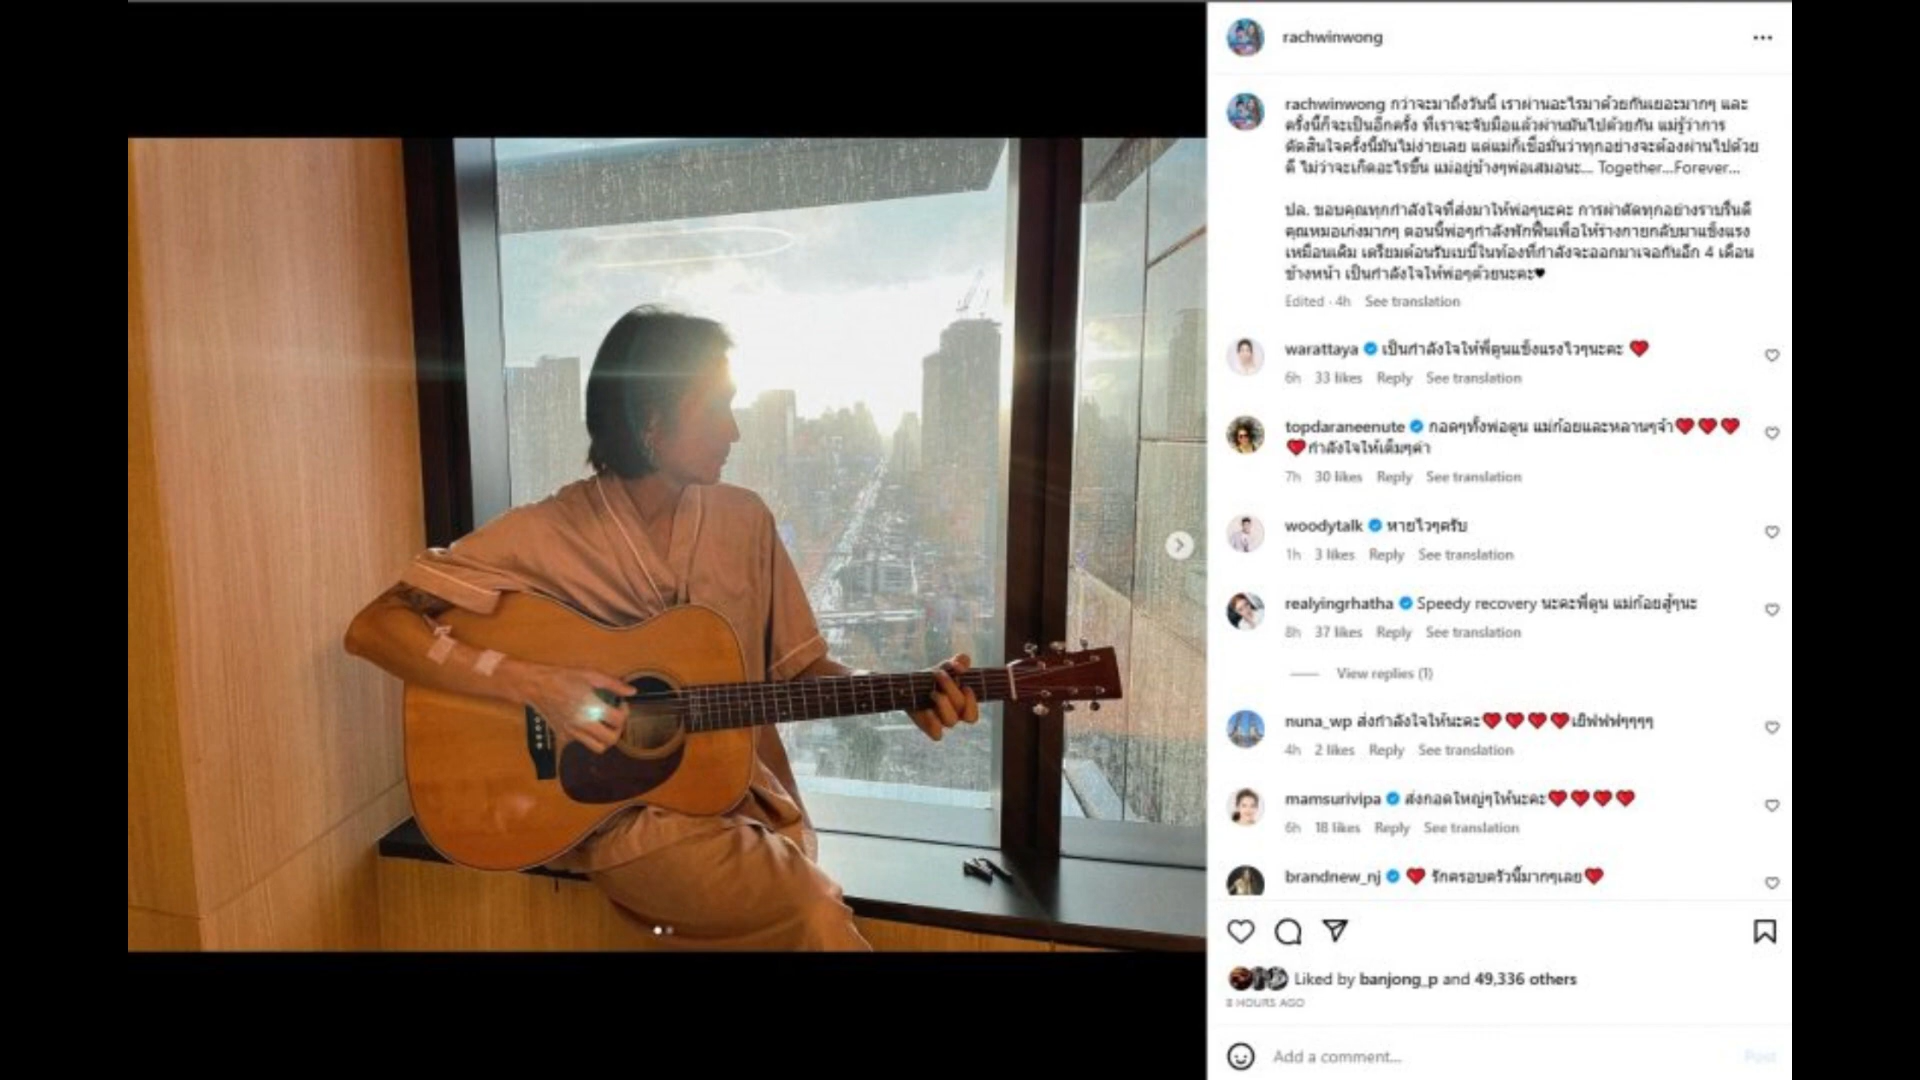 rachwinwong
rachwinwong กว่าจะมาถึงวันนี้ เราผ่านอะไรมาด้วยกันเยอะมากๆ และ
ครั้งนี้ก็จะเป็นอีกครั้ง ที่เราจะจับมือแล้วผ่านมันไปด้วยกัน แม่รู้ว่าการ
ตัดสินใจครั้งนี้มันไม่ง่ายเลย แต่แม่ก็เชื่อมั่นว่าทุกอย่างจะต้องผ่านไปด้วย
ดี ไม่ว่าจะเกิดอะไรขึ้น แม่อยู่ข้างๆพ่อเสมอนะ... Together...Forever...
ปล. ขอบคุณทุกกำลังใจที่ส่งมาให้พ่อๆนะคะ การผ่าตัดทุกอย่างราบรื่นดี
คุณหมอเก่งมากๆ ตอนนี้พ่อๆกำลังพักฟื้นเพื่อให้ร่างกายกลับมาแข็งแรง
เหมือนเดิม เตรียมต้อนรับเบบี๋ในท้องที่กำลังจะออกมาเจอกันอีก 4 เดือน
ข้างหน้า เป็นกำลังใจให้พ่อๆด้วยนะคะ🖤
Edited · 4h See translation
warattaya เป็นกำลังใจให้พี่ตูนแข็งแรงไวๆนะคะ ❤️
6h 33 likes Reply See translation
topdaraneenute กอดๆทั้งพ่อตูน แม่ก้อยและหลานๆจ้า❤️❤️❤️
❤️กำลังใจให้เต็มๆค่า
7h 30 likes Reply See translation
woodytalk หายไวๆครับ
1h 3 likes Reply See translation
realyingrhatha Speedy recovery นะคะพี่ตูน แม่ก้อยสู้ๆนะ
8h 37 likes Reply See translation
View replies (1)
nuna_wp ส่งกำลังใจให้นะคะ❤️❤️❤️❤️เย้ฟฟฟๆๆๆๆ
4h 2 likes Reply See translation
mamsurivipa ส่งกอดใหญ่ๆให้นะคะ❤️❤️❤️❤️
6h 18 likes Reply See translation
brandnew_nj ❤️ รักครอบครัวนี้มากๆเลย❤️
Liked by banjong_p and 49,336 others
8 HOURS AGO
Add a comment...
Post